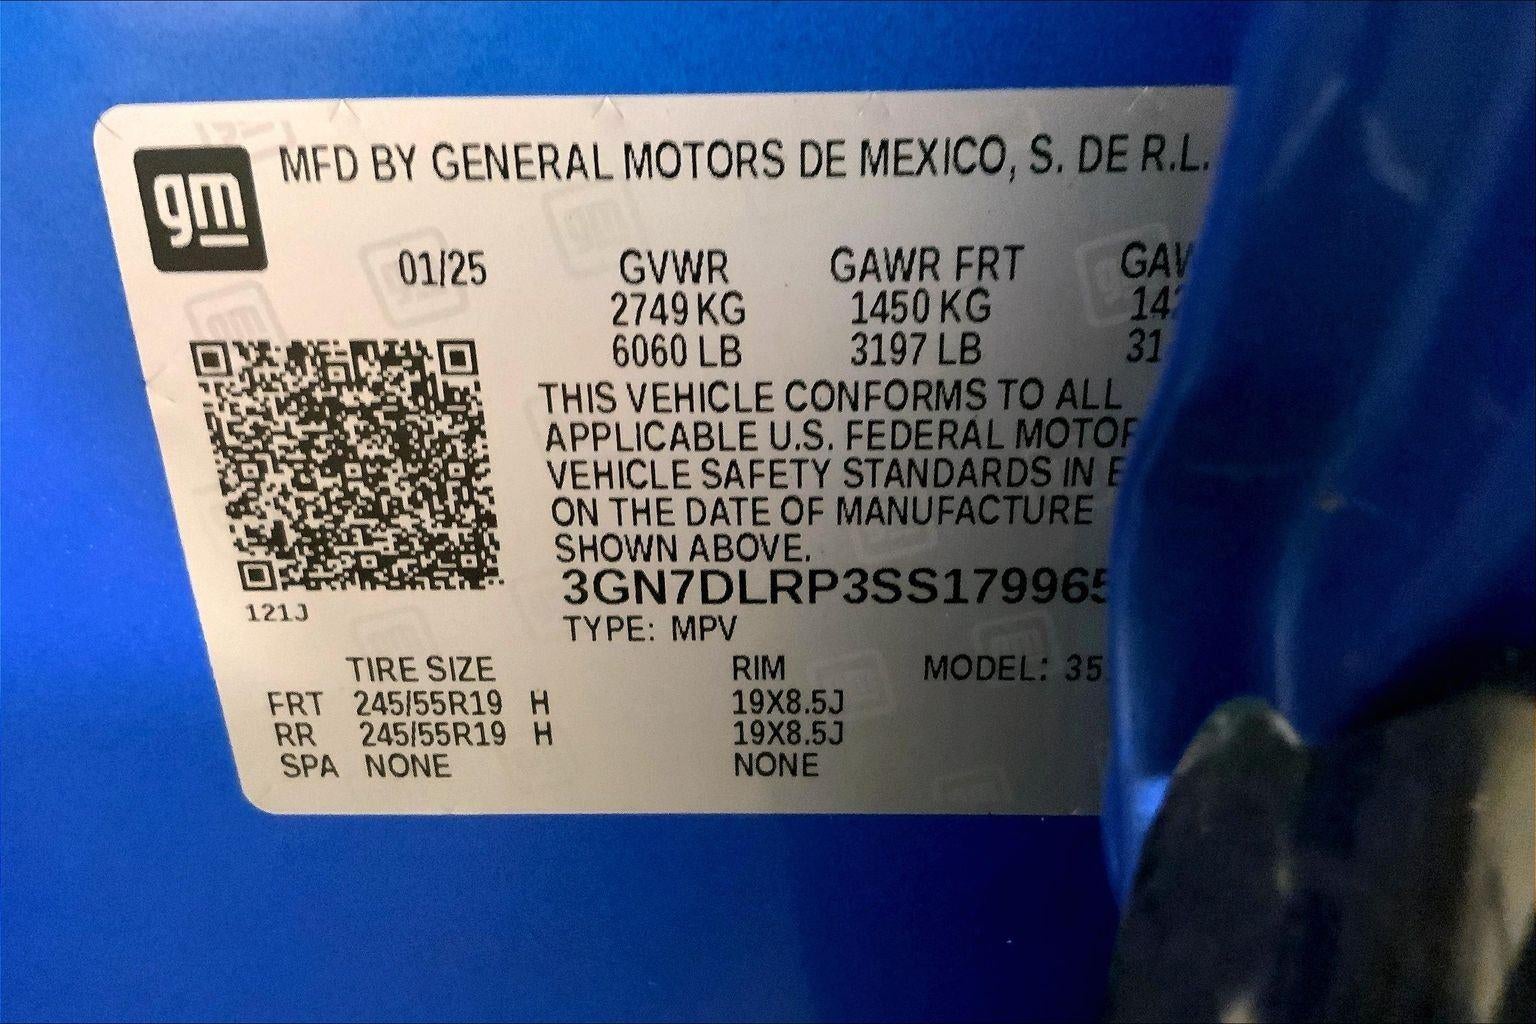 gm
MFD BY GENERAL MOTORS DE MEXICO, S. DE R.L.
01/25 GVWR GAWR FRT
2749 KG 1450 KG
6060 LB 3197 LB
THIS VEHICLE CONFORMS TO ALL
APPLICABLE U.S. FEDERAL MOTOR
VEHICLE SAFETY STANDARDS IN
ON THE DATE OF MANUFACTURE
SHOWN ABOVE.
3GN7DLRP3SS179965
121J
TYPE: MPV
TIRE SIZE RIM MODEL: 35
FRT 245/55R19 H 19X8.5J
RR 245/55R19 H 19X8.5J
SPA NONE NONE